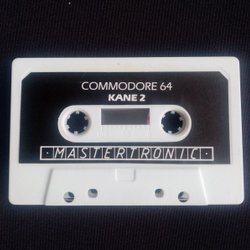 COMMODORE 64
KANE 2
MASTERTRONIC